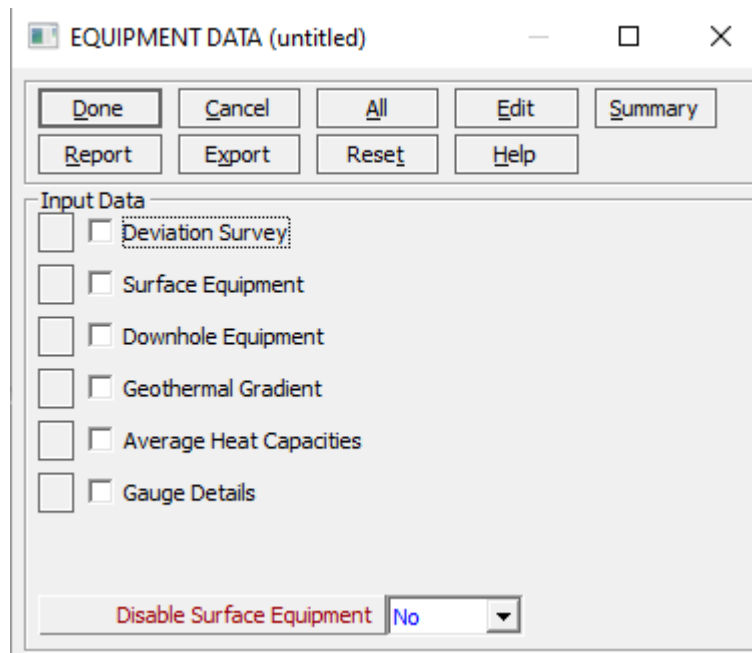 EQUIPMENT DATA (untitled)
Done Cancel All Edit Summary
Report Export Reset Help
Input Data
Deviation Survey
Surface Equipment
Downhole Equipment
Geothermal Gradient
Average Heat Capacities
Gauge Details
Disable Surface Equipment No